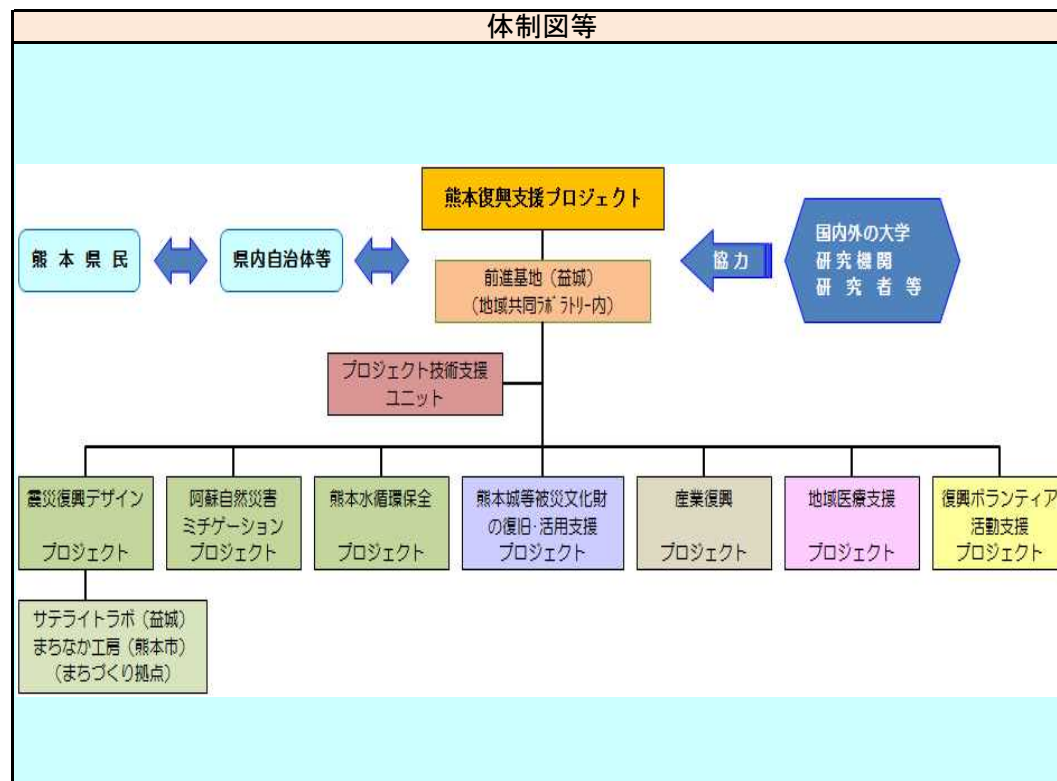 体制図等
熊本復興支援プロジェクト
熊本県民
県内自治体等
前進基地（益城）
（地域共同ﾗﾎﾞﾗﾄﾘｰ内）
協力
国内外の大学
研究機関
研究者等
プロジェクト技術支援
ユニット
震災復興デザイン
プロジェクト
阿蘇自然災害
ミチゲーション
プロジェクト
熊本水循環保全
プロジェクト
熊本城等被災文化財
の復旧・活用支援
プロジェクト
産業復興
プロジェクト
地域医療支援
プロジェクト
復興ボランティア
活動支援
プロジェクト
サテライトラボ（益城）
まちなか工房（熊本市）
（まちづくり拠点）